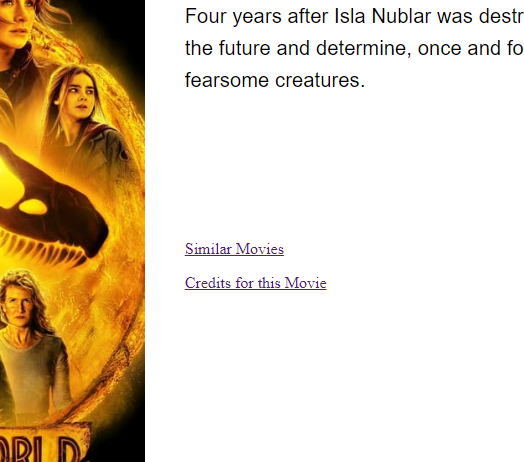 Four years after Isla Nublar was destr
the future and determine, once and fo
fearsome creatures.
Similar Movies
Credits for this Movie
ORLD